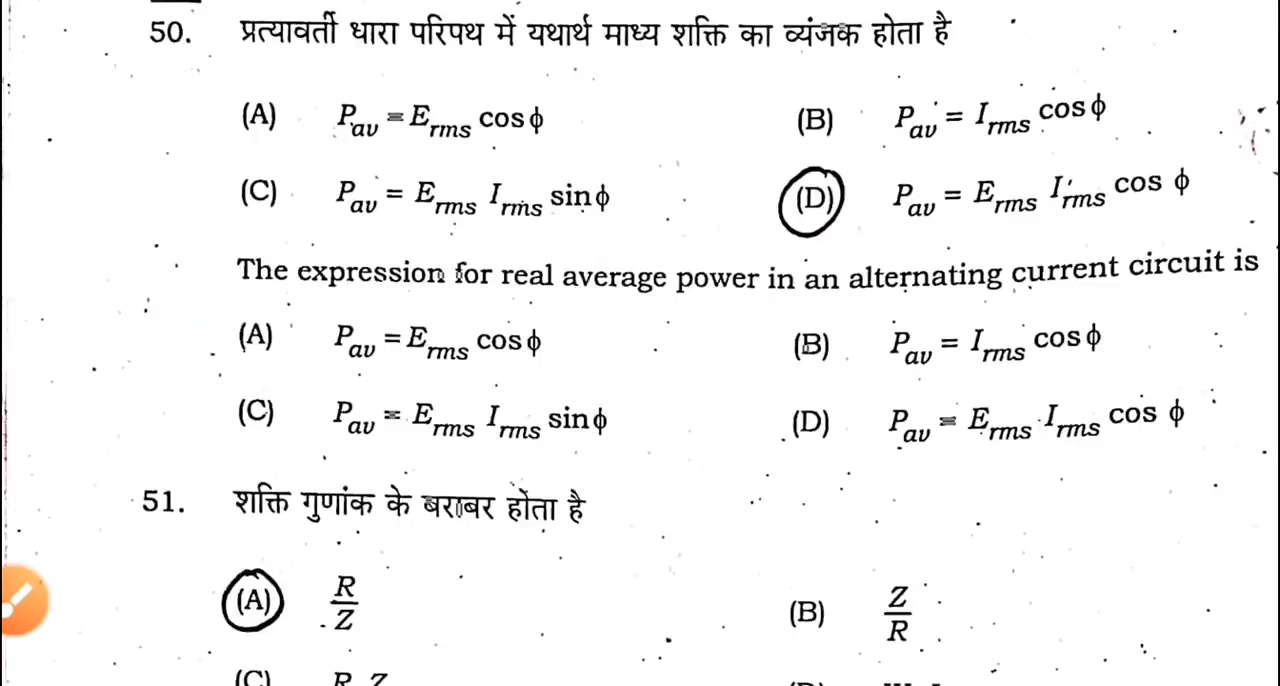 50. प्रत्यावर्ती धारा परिपथ में यथार्थ माध्य शक्ति का व्यंजक होता है
(A) P_av = E_rms cos ϕ (B) P_av = I_rms cos ϕ
(C) P_av = E_rms I_rms sin ϕ (D) P_av = E_rms I_rms cos ϕ
The expression for real average power in an alternating current circuit is
(A) P_av = E_rms cos ϕ (B) P_av = I_rms cos ϕ
(C) P_av = E_rms I_rms sin ϕ (D) P_av = E_rms I_rms cos ϕ
51. शक्ति गुणांक के बराबर होता है
(A) R/Z (B) Z/R
(C) R Z